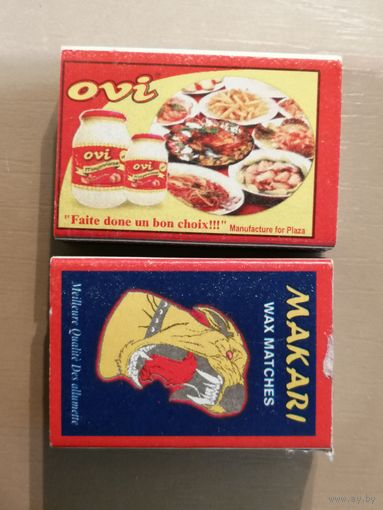 ovi
ovi
ovi
"Faite done un bon choix!!!" Manufacture for Plaza
MAKARI
WAX MATCHES
Meilleure Qualité Des allumette
www.ay.by